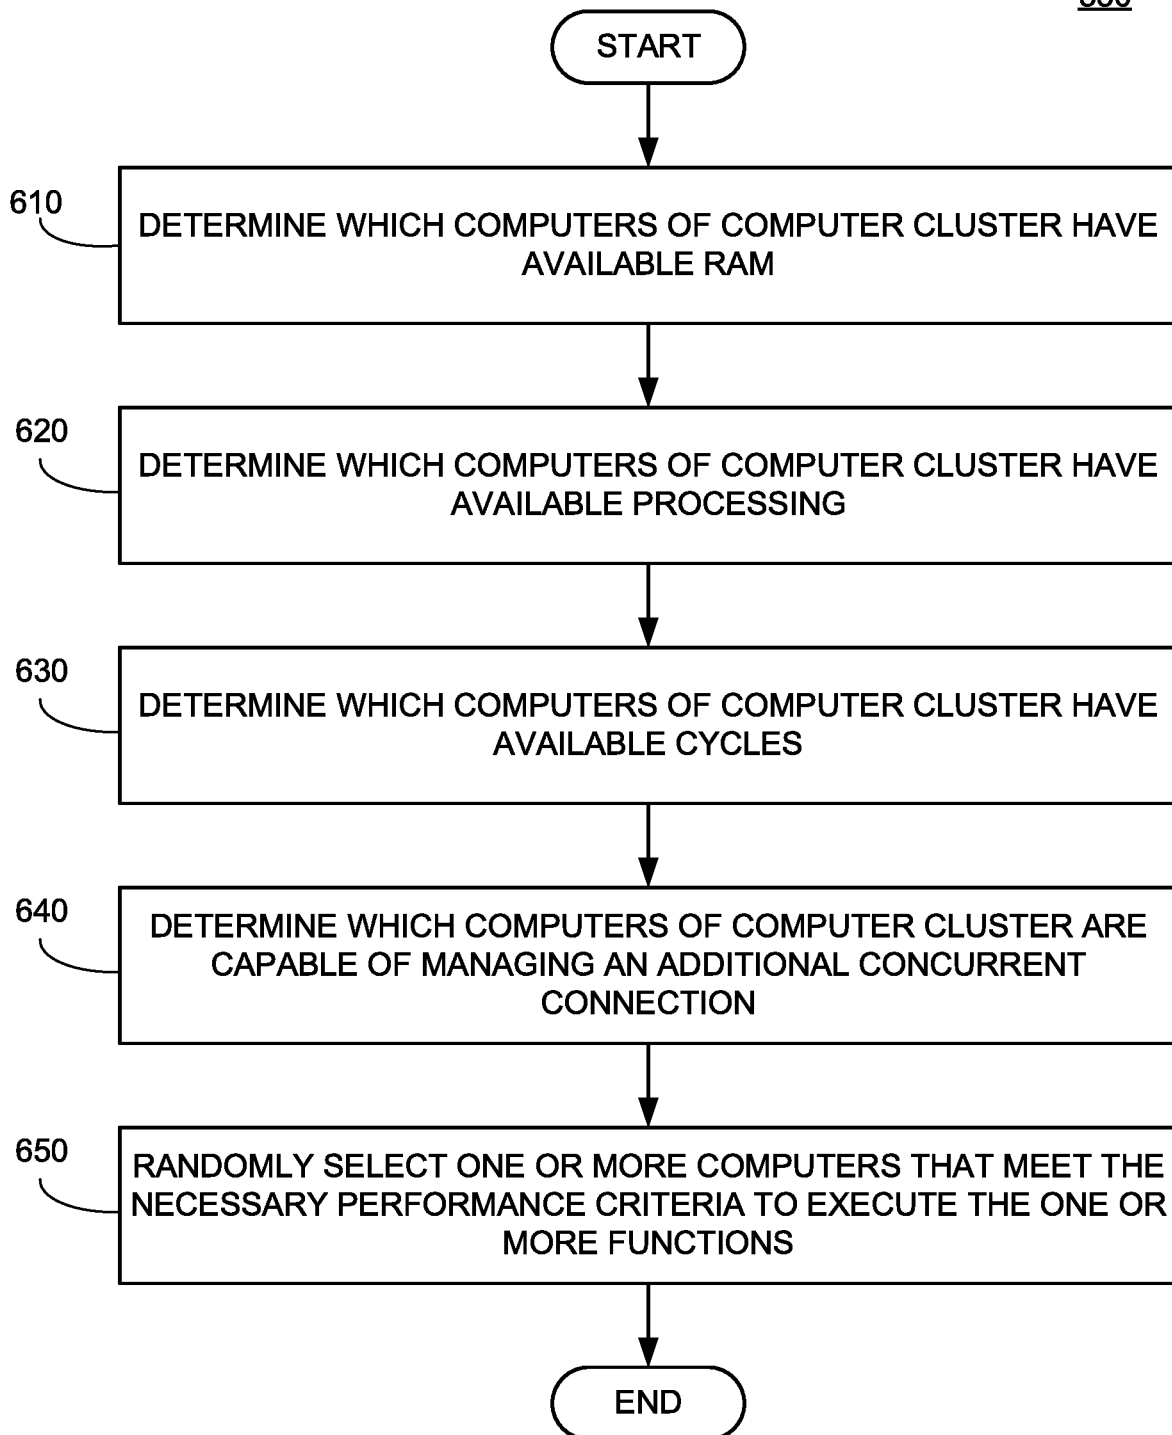 START
610
DETERMINE WHICH COMPUTERS OF COMPUTER CLUSTER HAVE
AVAILABLE RAM
620
DETERMINE WHICH COMPUTERS OF COMPUTER CLUSTER HAVE
AVAILABLE PROCESSING
630
DETERMINE WHICH COMPUTERS OF COMPUTER CLUSTER HAVE
AVAILABLE CYCLES
640
DETERMINE WHICH COMPUTERS OF COMPUTER CLUSTER ARE
CAPABLE OF MANAGING AN ADDITIONAL CONCURRENT
CONNECTION
650
RANDOMLY SELECT ONE OR MORE COMPUTERS THAT MEET THE
NECESSARY PERFORMANCE CRITERIA TO EXECUTE THE ONE OR
MORE FUNCTIONS
END